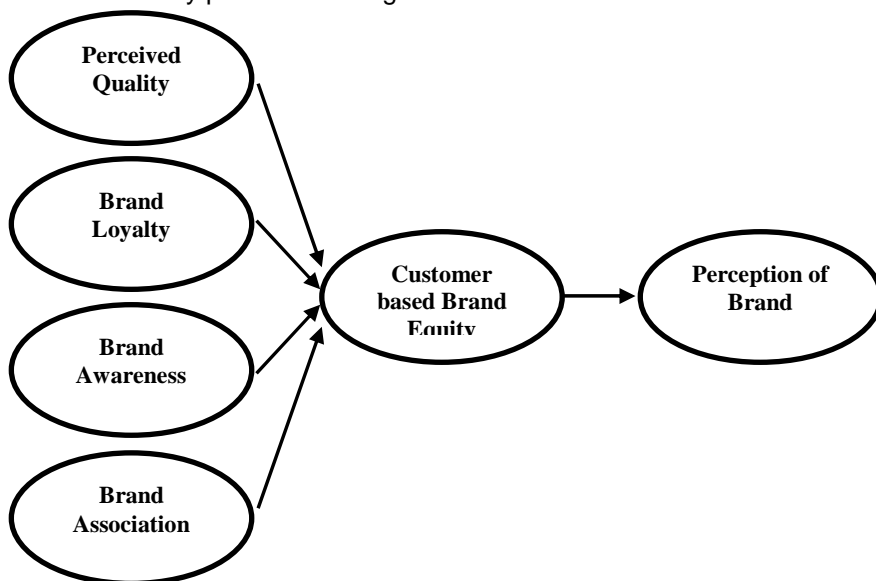 Perceived
Quality
Brand
Loyalty
Brand
Awareness
Brand
Association
Customer
based Brand
Equity
Perception of
Brand